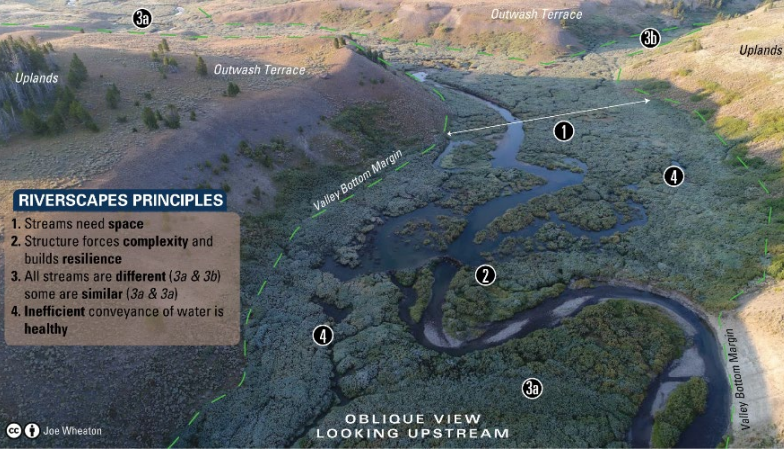 3a
Outwash Terrace
3b
Uplands
Uplands
Outwash Terrace
1
4
Valley Bottom Margin
RIVERSCAPES PRINCIPLES
1. Streams need space
2. Structure forces complexity and
builds resilience
3. All streams are different (3a & 3b)
some are similar (3a & 3a)
4. Inefficient conveyance of water is
healthy
2
4
3a
Valley Bottom Margin
OBLIQUE VIEW
LOOKING UPSTREAM
cc Joe Wheaton